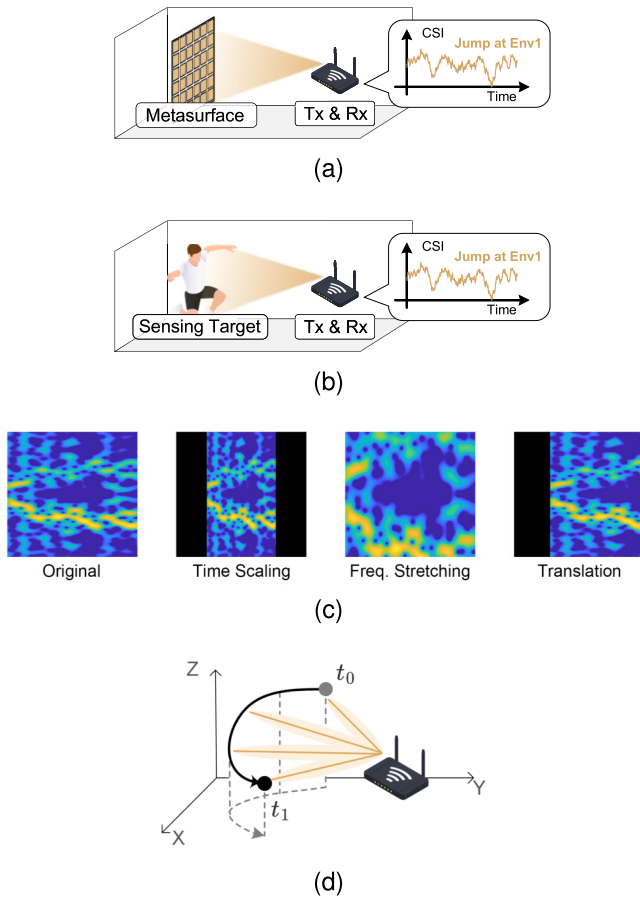 CSI
Jump at Env1
Time
Metasurface
Tx & Rx
(a)
CSI
Jump at Env1
Time
Sensing Target
Tx & Rx
(b)
Original
Time Scaling
Freq. Stretching
Translation
(c)
Z
t₀
t₁
Y
X
(d)